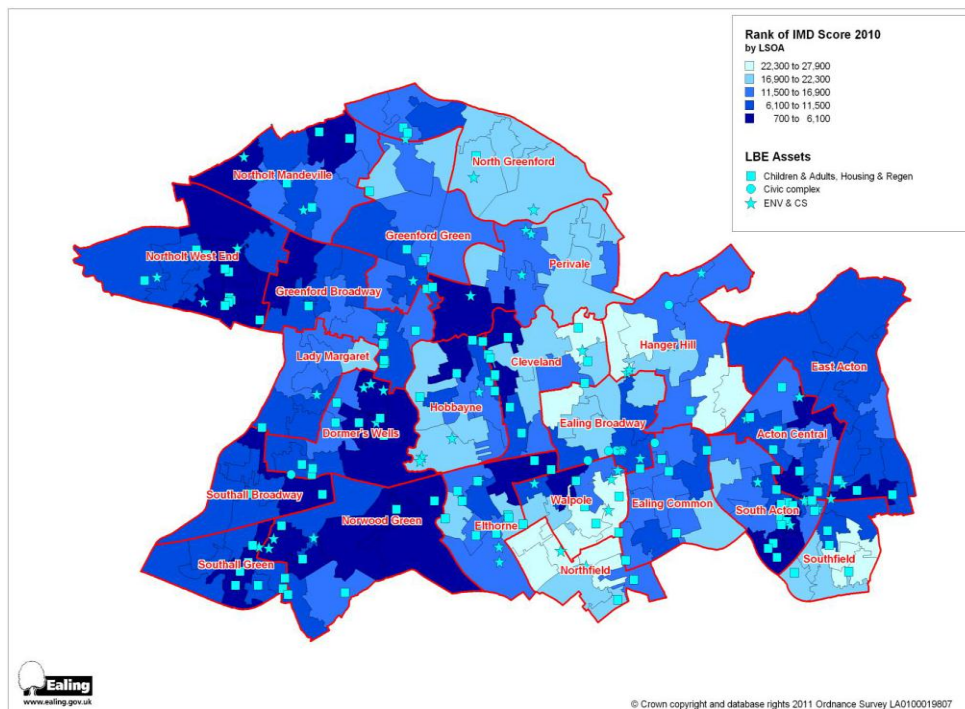 Rank of IMD Score 2010
by LSOA
22,300 to 27,900
16,900 to 22,300
11,500 to 16,900
6,100 to 11,500
700 to 6,100
LBE Assets
Children & Adults, Housing & Regen
Civic complex
ENV & CS
North Greenford
Northolt Mandeville
Greenford Green
Northolt West End
Perivale
Greenford Broadway
Hanger Hill
Lady Margaret
Cleveland
East Acton
Hobbayne
Ealing Broadway
Dormer's Wells
Acton Central
Southall Broadway
Walpole
Ealing Common
South Acton
Norwood Green
Elthorne
Southall Green
Northfield
Southfield
Ealing
www.ealing.gov.uk
© Crown copyright and database rights 2011 Ordnance Survey LA0100019807